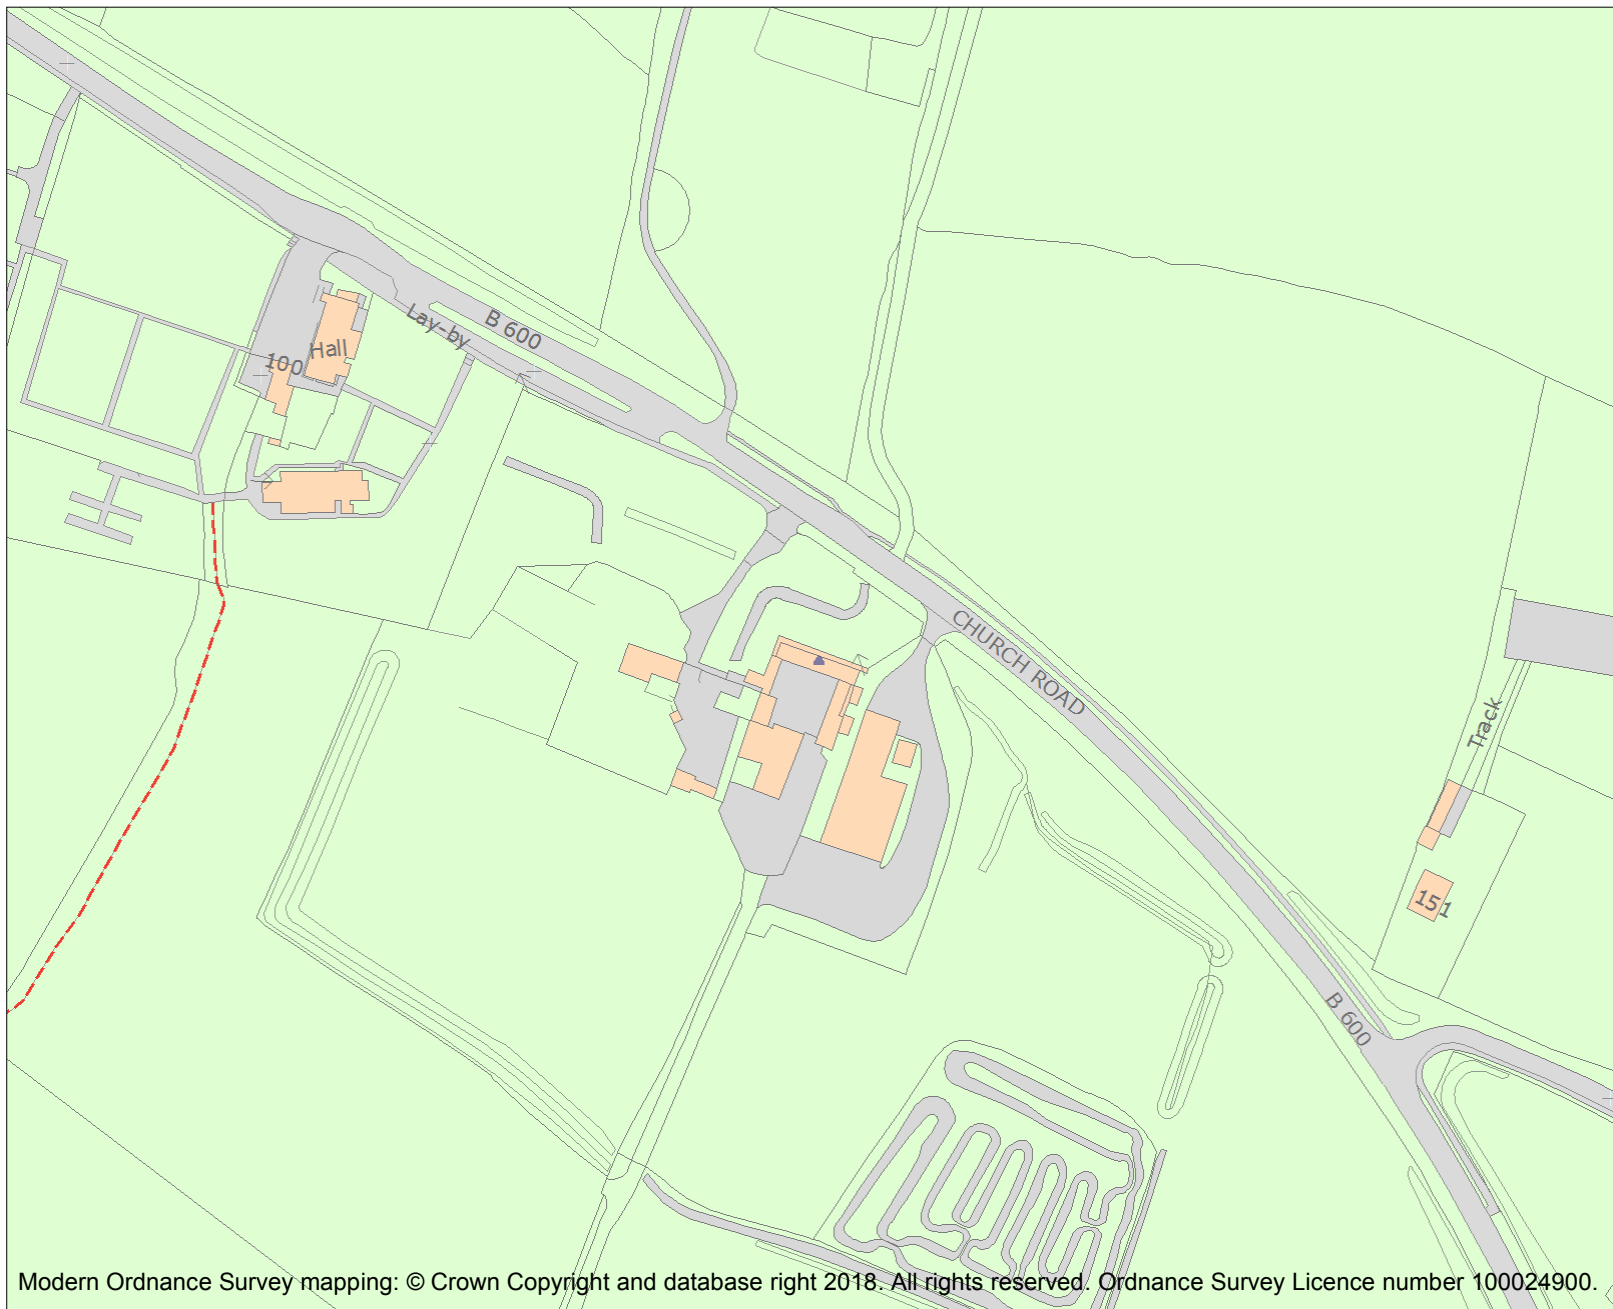 B 600
Lay-by
Hall
100
CHURCH ROAD
Track
151
B 600
Modern Ordnance Survey mapping: © Crown Copyright and database right 2018. All rights reserved. Ordnance Survey Licence number 100024900.